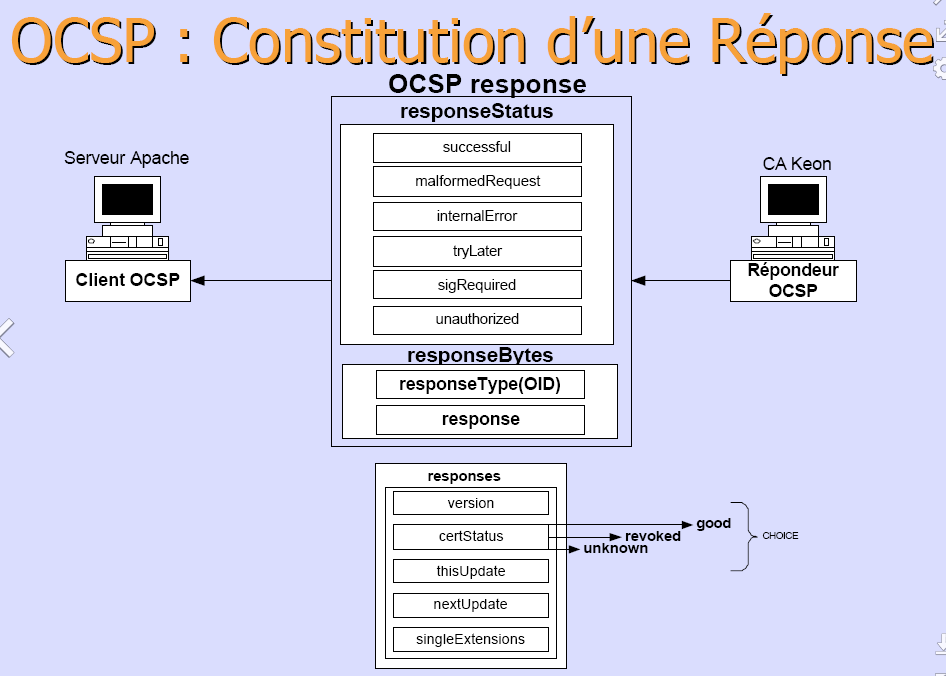 OCSP : Constitution d'une Réponse
OCSP response
responseStatus
successful
malformedRequest
internalError
tryLater
sigRequired
unauthorized
Serveur Apache
Client OCSP
CA Keon
Répondeur
OCSP
responseBytes
responseType(OID)
response
responses
version
certStatus
thisUpdate
nextUpdate
singleExtensions
good
revoked
unknown
CHOICE